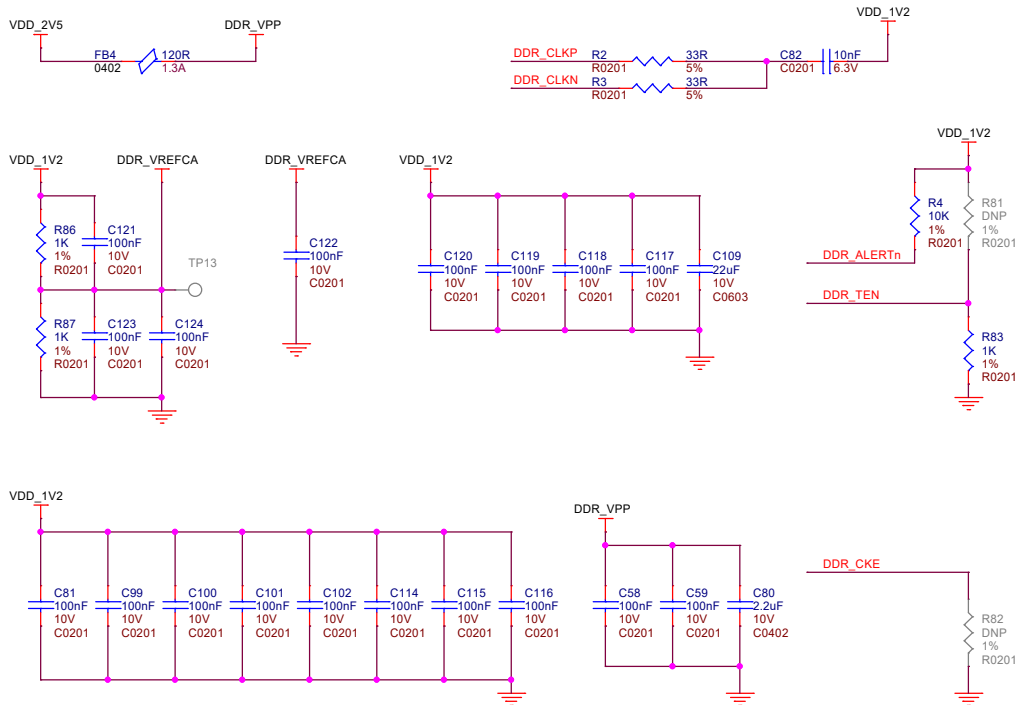 VDD_2V5
DDR_VPP
FB4 120R
0402 1.3A
VDD_1V2
DDR_CLKP R2 33R C82 10nF
R0201 5% C0201 6.3V
DDR_CLKN R3 33R
R0201 5%
VDD_1V2
DDR_VREFCA
R86
1K
1%
R0201
C121
100nF
10V
C0201
TP13
R87
1K
1%
R0201
C123
100nF
10V
C0201
C124
100nF
10V
C0201
DDR_VREFCA
C122
100nF
10V
C0201
VDD_1V2
C120
100nF
10V
C0201
C119
100nF
10V
C0201
C118
100nF
10V
C0201
C117
100nF
10V
C0201
C109
22uF
10V
C0603
VDD_1V2
R4
10K
1%
R0201
R81
DNP
1%
R0201
DDR_ALERTn
DDR_TEN
R83
1K
1%
R0201
VDD_1V2
C81
100nF
10V
C0201
C99
100nF
10V
C0201
C100
100nF
10V
C0201
C101
100nF
10V
C0201
C102
100nF
10V
C0201
C114
100nF
10V
C0201
C115
100nF
10V
C0201
C116
100nF
10V
C0201
DDR_VPP
C58
100nF
10V
C0201
C59
100nF
10V
C0201
C80
2.2uF
10V
C0402
DDR_CKE
R82
DNP
1%
R0201